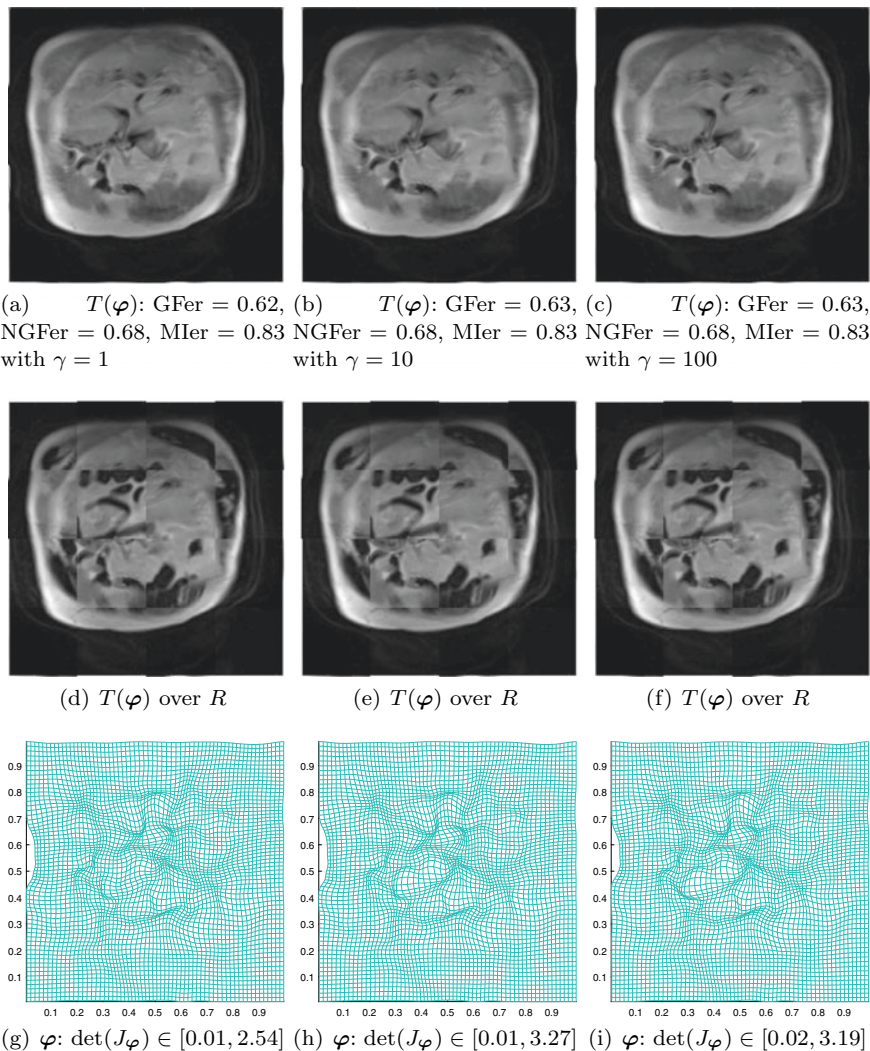 (a) T(φ): GFer = 0.62,
NGFer = 0.68, MIer = 0.83
with γ = 1
(b) T(φ): GFer = 0.63,
NGFer = 0.68, MIer = 0.83
with γ = 10
(c) T(φ): GFer = 0.63,
NGFer = 0.68, MIer = 0.83
with γ = 100
(d) T(φ) over R
(e) T(φ) over R
(f) T(φ) over R
0.9
0.8
0.7
0.6
0.5
0.4
0.3
0.2
0.1
0.1 0.2 0.3 0.4 0.5 0.6 0.7 0.8 0.9
(g) φ: det(Jφ) ∈ [0.01, 2.54]
0.9
0.8
0.7
0.6
0.5
0.4
0.3
0.2
0.1
0.1 0.2 0.3 0.4 0.5 0.6 0.7 0.8 0.9
(h) φ: det(Jφ) ∈ [0.01, 3.27]
0.9
0.8
0.7
0.6
0.5
0.4
0.3
0.2
0.1
0.1 0.2 0.3 0.4 0.5 0.6 0.7 0.8 0.9
(i) φ: det(Jφ) ∈ [0.02, 3.19]